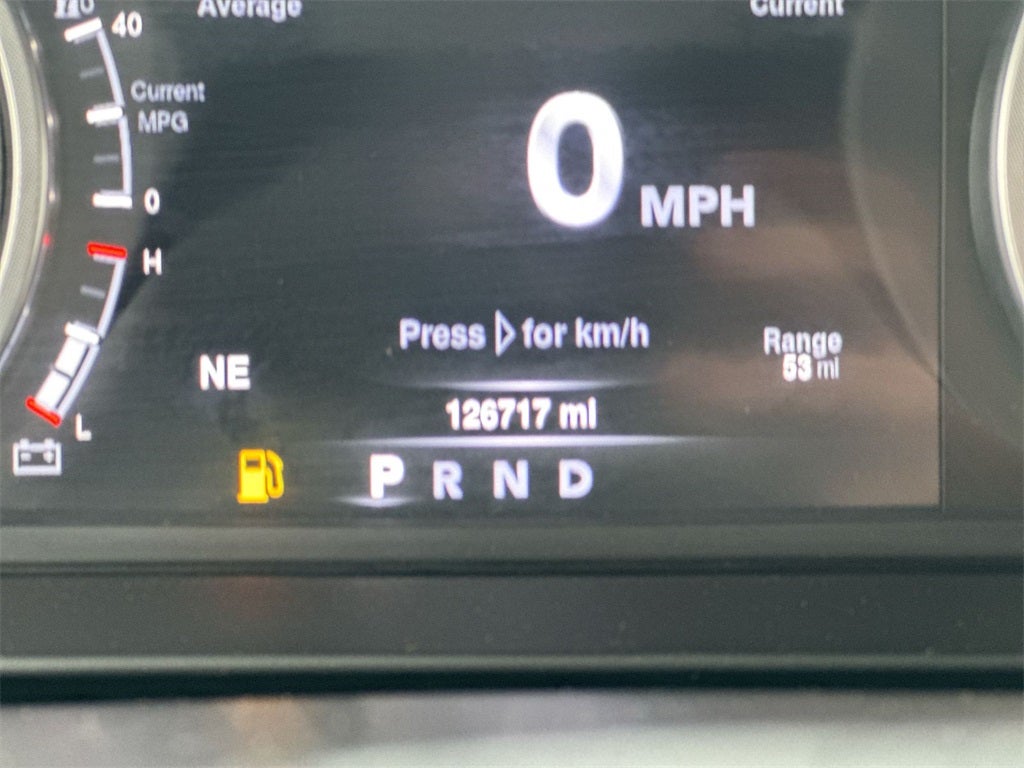 Average
Current
40
Current
MPG
0
0 MPH
H
Press ▷ for km/h
Range
53 mi
NE
126717 mi
L
P R N D